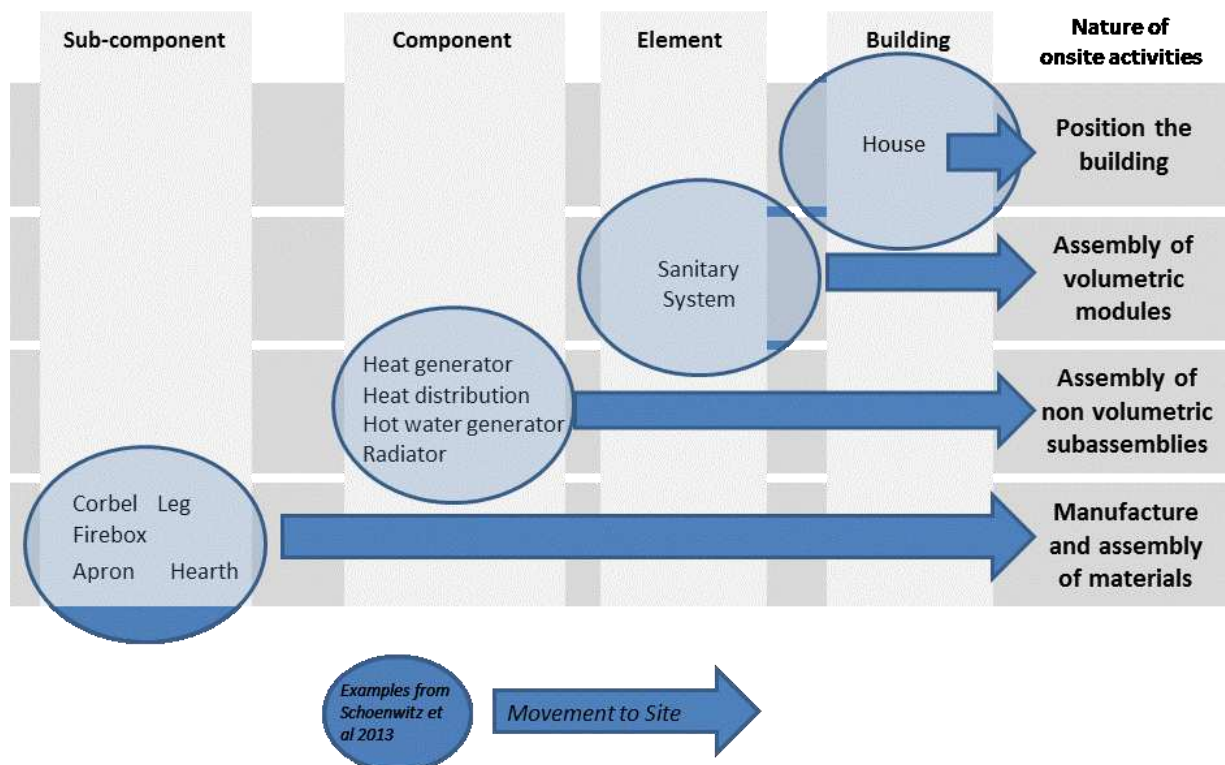 Sub-component
Component
Element
Building
Nature of
onsite activities
House
Position the
building
Sanitary
System
Assembly of
volumetric
modules
Heat generator
Heat distribution
Hot water generator
Radiator
Assembly of
non volumetric
subassemblies
Corbel Leg
Firebox
Apron Hearth
Manufacture
and assembly
of materials
Examples from
Schoenwitz et
al 2013
Movement to Site